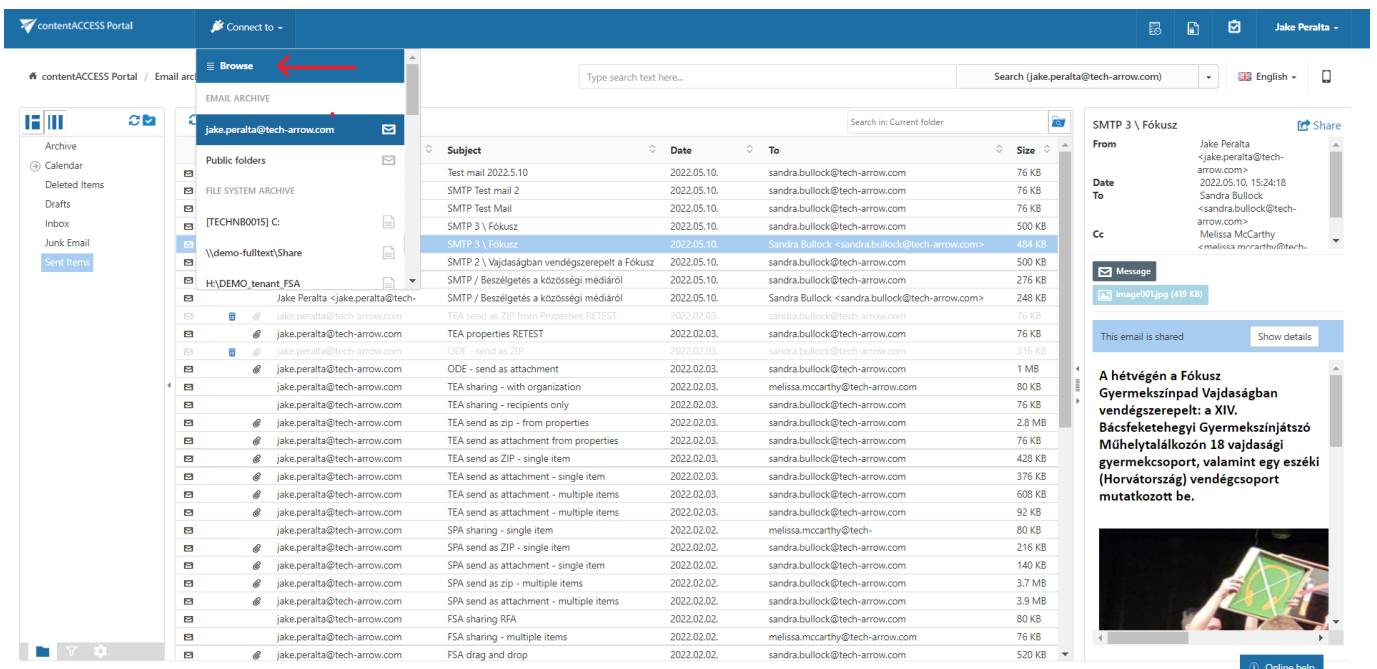 contentACCESS Portal
Connect to
Jake Peralta
contentACCESS Portal / Email arc
Browse
EMAIL ARCHIVE
jake.peralta@tech-arrow.com
Public folders
FILE SYSTEM ARCHIVE
[TECHNB0015] C:
\\demo-fulltext\Share
H:\DEMO_tenant_FSA
Type search text here...
Search (jake.peralta@tech-arrow.com)
English
Archive
Calendar
Deleted Items
Drafts
Inbox
Junk Email
Sent Items
Search in: Current folder
Subject Date To Size
Test mail 2022.5.10 2022.05.10. sandra.bullock@tech-arrow.com 76 KB
SMTP Test mail 2 2022.05.10. sandra.bullock@tech-arrow.com 76 KB
SMTP Test Mail 2022.05.10. sandra.bullock@tech-arrow.com 76 KB
SMTP 3 \ Fókusz 2022.05.10. sandra.bullock@tech-arrow.com 500 KB
SMTP 3 \ Fókusz 2022.05.10. Sandra Bullock <sandra.bullock@tech-arrow.com> 484 KB
SMTP 2 \ Vajdaságban vendégszerepelt a Fókusz 2022.05.10. sandra.bullock@tech-arrow.com 500 KB
SMTP / Beszélgetés a közösségi médiáról 2022.05.10. sandra.bullock@tech-arrow.com 276 KB
Jake Peralta <jake.peralta@tech- SMTP / Beszélgetés a közösségi médiáról 2022.05.10. Sandra Bullock <sandra.bullock@tech-arrow.com> 248 KB
jake.peralta@tech-arrow.com TEA send as ZIP from Properties RETEST 2022.02.03. sandra.bullock@tech-arrow.com 76 KB
jake.peralta@tech-arrow.com TEA properties RETEST 2022.02.03. sandra.bullock@tech-arrow.com 76 KB
jake.peralta@tech-arrow.com ODE - send as ZIP 2022.02.03. sandra.bullock@tech-arrow.com 316 KB
jake.peralta@tech-arrow.com ODE - send as attachment 2022.02.03. sandra.bullock@tech-arrow.com 1 MB
jake.peralta@tech-arrow.com TEA sharing - with organization 2022.02.03. melissa.mccarthy@tech-arrow.com 80 KB
jake.peralta@tech-arrow.com TEA sharing - recipients only 2022.02.03. sandra.bullock@tech-arrow.com 76 KB
jake.peralta@tech-arrow.com TEA send as zip - from properties 2022.02.03. sandra.bullock@tech-arrow.com 2.8 MB
jake.peralta@tech-arrow.com TEA send as attachment from properties 2022.02.03. sandra.bullock@tech-arrow.com 76 KB
jake.peralta@tech-arrow.com TEA send as ZIP - single item 2022.02.03. sandra.bullock@tech-arrow.com 428 KB
jake.peralta@tech-arrow.com TEA send as attachment - single item 2022.02.03. sandra.bullock@tech-arrow.com 376 KB
jake.peralta@tech-arrow.com TEA send as attachment - multiple items 2022.02.03. sandra.bullock@tech-arrow.com 608 KB
jake.peralta@tech-arrow.com TEA send as attachment - multiple items 2022.02.03. sandra.bullock@tech-arrow.com 92 KB
jake.peralta@tech-arrow.com SPA sharing - single item 2022.02.02. melissa.mccarthy@tech- 80 KB
jake.peralta@tech-arrow.com SPA send as ZIP - single item 2022.02.02. sandra.bullock@tech-arrow.com 216 KB
jake.peralta@tech-arrow.com SPA send as attachment - single item 2022.02.02. sandra.bullock@tech-arrow.com 140 KB
jake.peralta@tech-arrow.com SPA send as zip - multiple items 2022.02.02. sandra.bullock@tech-arrow.com 3.7 MB
jake.peralta@tech-arrow.com SPA send as attachment - multiple items 2022.02.02. sandra.bullock@tech-arrow.com 3.9 MB
jake.peralta@tech-arrow.com FSA sharing RFA 2022.02.02. sandra.bullock@tech-arrow.com 80 KB
jake.peralta@tech-arrow.com FSA sharing - multiple items 2022.02.02. melissa.mccarthy@tech-arrow.com 76 KB
jake.peralta@tech-arrow.com FSA drag and drop 2022.02.02. sandra.bullock@tech-arrow.com 520 KB
SMTP 3 \ Fókusz Share
From Jake Peralta
<jake.peralta@tech-
arrow.com>
Date 2022.05.10. 15:24:18
To Sandra Bullock
<sandra.bullock@tech-
arrow.com>
Cc Melissa McCarthy
<melissa.mccarthy@tech-
Message
image001.jpg (419 KB)
This email is shared Show details
A hétvégén a Fókusz
Gyermekszínpad Vajdaságban
vendégszerepelt: a XIV.
Bácsfeketehegyi Gyermekszínjátszó
Műhelytalálkozón 18 vajdasági
gyermekcsoport, valamint egy eszéki
(Horvátország) vendégcsoport
mutatkozott be.
Online help